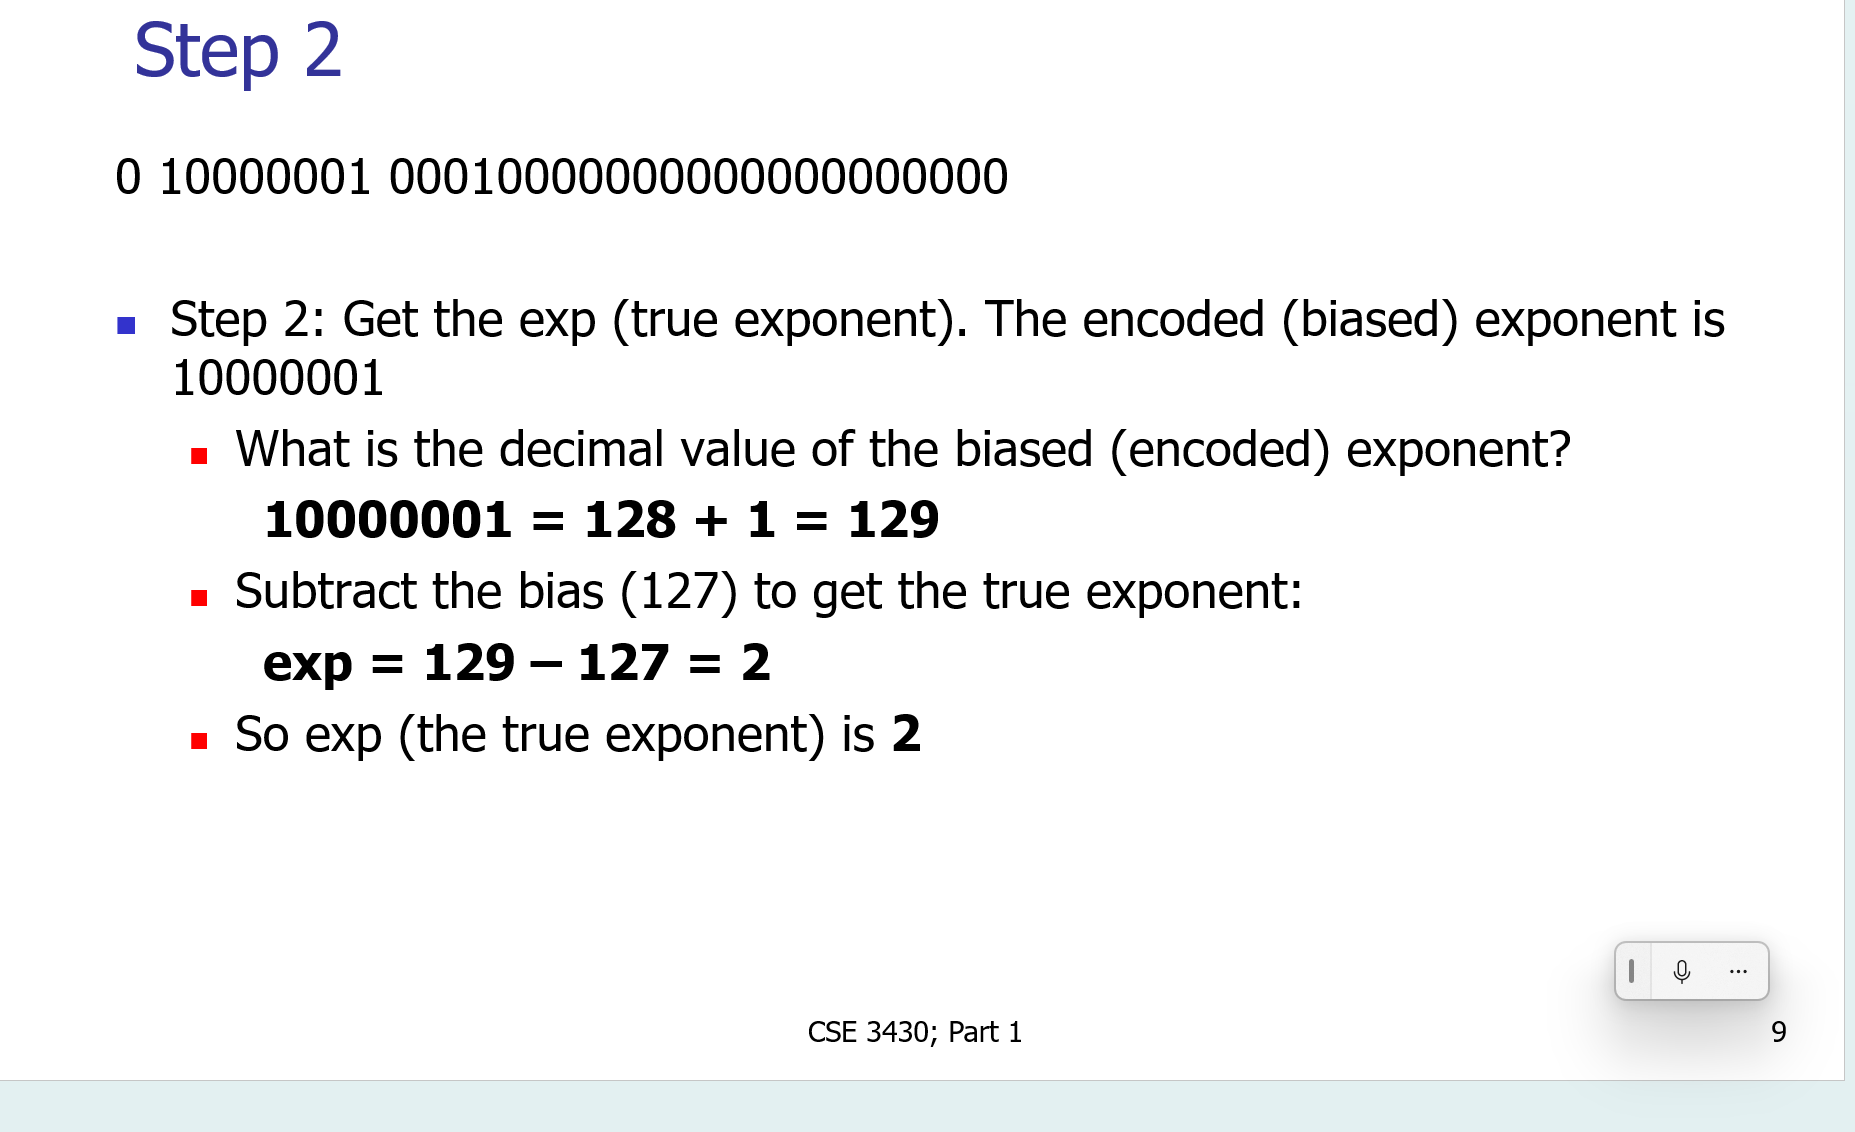 Step 2
0 10000001 00010000000000000000000
Step 2: Get the exp (true exponent). The encoded (biased) exponent is
10000001
What is the decimal value of the biased (encoded) exponent?
10000001 = 128 + 1 = 129
Subtract the bias (127) to get the true exponent:
exp = 129 – 127 = 2
So exp (the true exponent) is 2
CSE 3430; Part 1
9